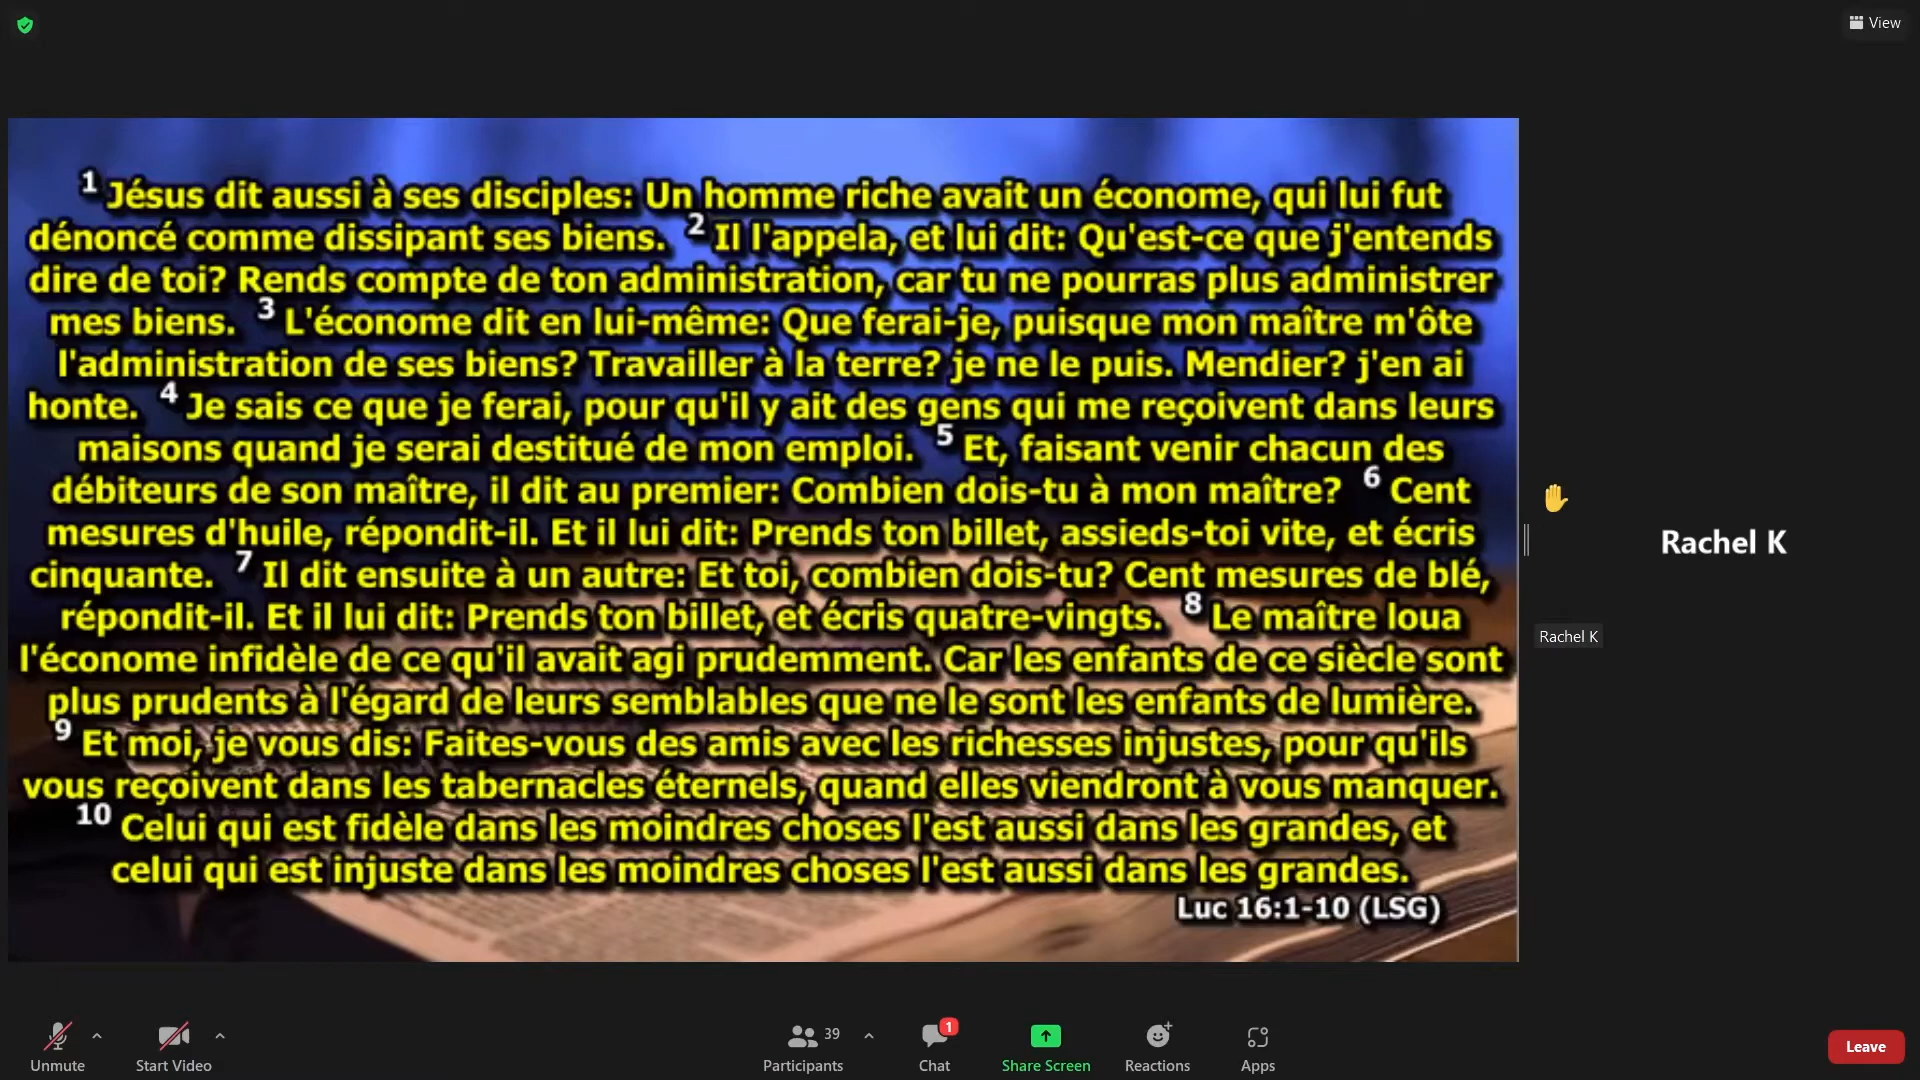 View
1 Jésus dit aussi à ses disciples: Un homme riche avait un économe, qui lui fut
dénoncé comme dissipant ses biens. 2 Il l'appela, et lui dit: Qu'est-ce que j'entends
dire de toi? Rends compte de ton administration, car tu ne pourras plus administrer
mes biens. 3 L'économe dit en lui-même: Que ferai-je, puisque mon maître m'ôte
l'administration de ses biens? Travailler à la terre? je ne le puis. Mendier? j'en ai
honte. 4 Je sais ce que je ferai, pour qu'il y ait des gens qui me reçoivent dans leurs
maisons quand je serai destitué de mon emploi. 5 Et, faisant venir chacun des
débiteurs de son maître, il dit au premier: Combien dois-tu à mon maître? 6 Cent
mesures d'huile, répondit-il. Et il lui dit: Prends ton billet, assieds-toi vite, et écris
cinquante. 7 Il dit ensuite à un autre: Et toi, combien dois-tu? Cent mesures de blé,
répondit-il. Et il lui dit: Prends ton billet, et écris quatre-vingts. 8 Le maître loua
l'économe infidèle de ce qu'il avait agi prudemment. Car les enfants de ce siècle sont
plus prudents à l'égard de leurs semblables que ne le sont les enfants de lumière.
9 Et moi, je vous dis: Faites-vous des amis avec les richesses injustes, pour qu'ils
vous reçoivent dans les tabernacles éternels, quand elles viendront à vous manquer.
10 Celui qui est fidèle dans les moindres choses l'est aussi dans les grandes, et
celui qui est injuste dans les moindres choses l'est aussi dans les grandes.
Luc 16:1-10 (LSG)
Rachel K
Rachel K
Unmute
Start Video
39
Participants
1
Chat
Share Screen
Reactions
Apps
Leave